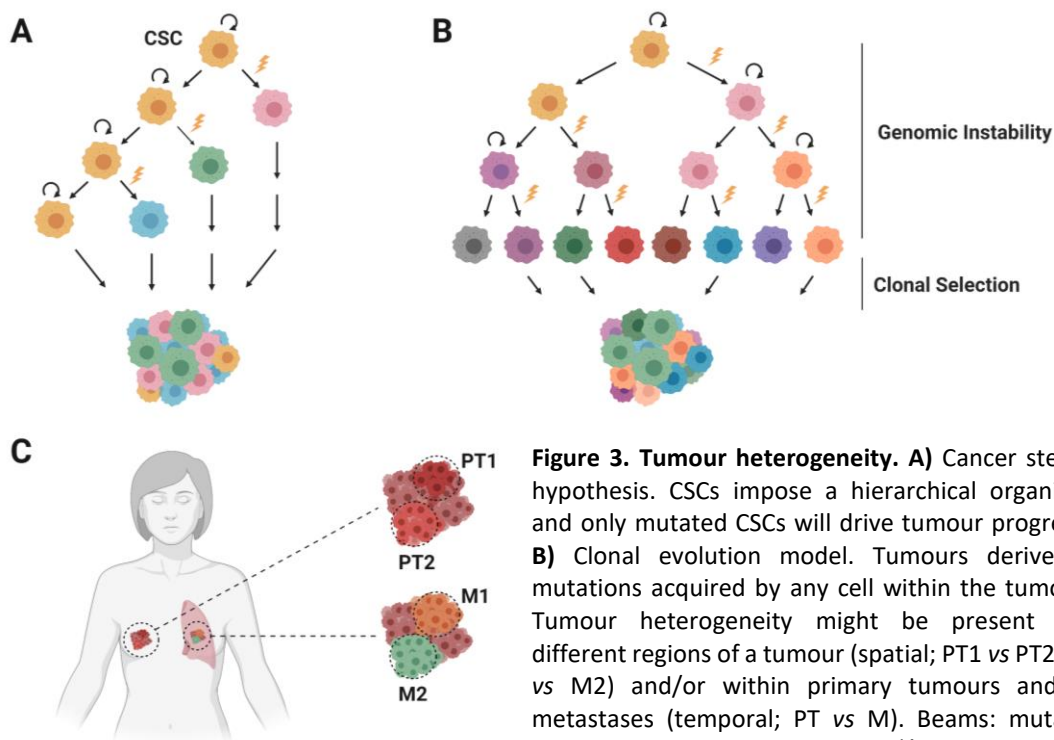 A
CSC
B
Genomic Instability
Clonal Selection
C
PT1
PT2
M1
M2
Figure 3. Tumour heterogeneity. A) Cancer ste
hypothesis. CSCs impose a hierarchical organi
and only mutated CSCs will drive tumour progre
B) Clonal evolution model. Tumours derive
mutations acquired by any cell within the tumo
Tumour heterogeneity might be present
different regions of a tumour (spatial; PT1 vs PT2
vs M2) and/or within primary tumours and
metastases (temporal; PT vs M). Beams: muta